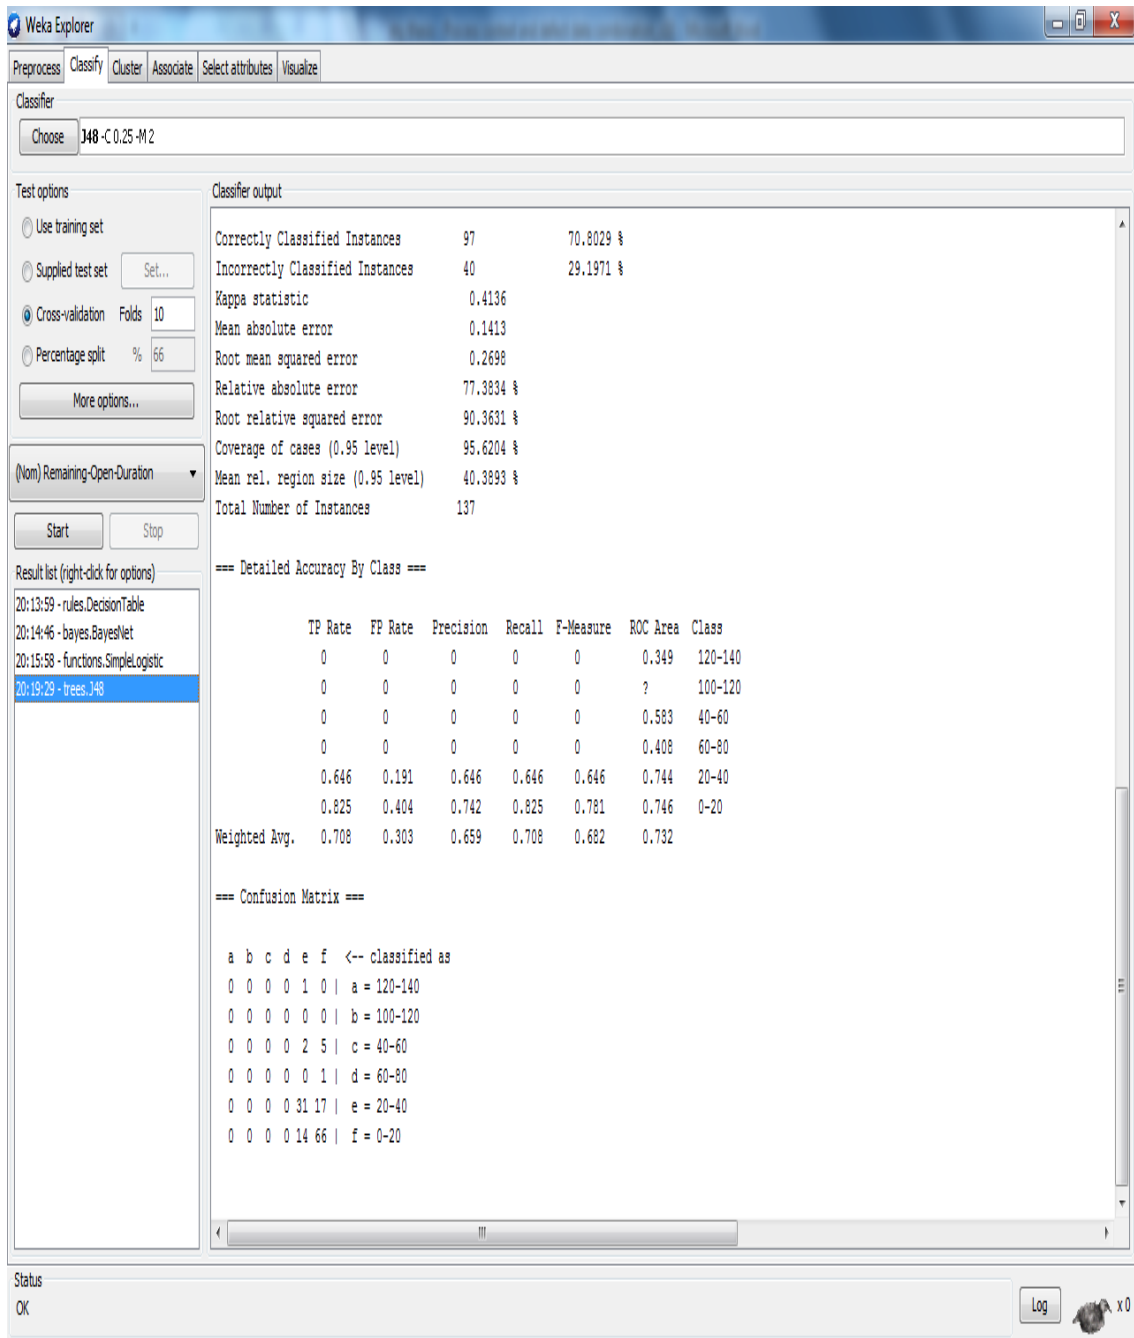 Weka Explorer
Preprocess Classify Cluster Associate Select attributes Visualize
Classifier
Choose J48 -C 0.25 -M 2
Test options
Use training set
Supplied test set Set...
Cross-validation Folds 10
Percentage split % 66
More options...
(Nom) Remaining-Open-Duration
Start Stop
Result list (right-click for options)
20:13:59 - rules.DecisionTable
20:14:46 - bayes.BayesNet
20:15:58 - functions.SimpleLogistic
20:19:29 - trees.J48
Classifier output
Correctly Classified Instances 97 70.8029 %
Incorrectly Classified Instances 40 29.1971 %
Kappa statistic 0.4136
Mean absolute error 0.1413
Root mean squared error 0.2698
Relative absolute error 77.3834 %
Root relative squared error 90.3631 %
Coverage of cases (0.95 level) 95.6204 %
Mean rel. region size (0.95 level) 40.3893 %
Total Number of Instances 137
=== Detailed Accuracy By Class ===
TP Rate FP Rate Precision Recall F-Measure ROC Area Class
0 0 0 0 0 0.349 120-140
0 0 0 0 0 ? 100-120
0 0 0 0 0 0.583 40-60
0 0 0 0 0 0.408 60-80
0.646 0.191 0.646 0.646 0.646 0.744 20-40
0.825 0.404 0.742 0.825 0.781 0.746 0-20
Weighted Avg. 0.708 0.303 0.659 0.708 0.682 0.732
=== Confusion Matrix ===
a b c d e f <-- classified as
0 0 0 0 1 0 | a = 120-140
0 0 0 0 0 0 | b = 100-120
0 0 0 0 2 5 | c = 40-60
0 0 0 0 0 1 | d = 60-80
0 0 0 0 31 17 | e = 20-40
0 0 0 0 14 66 | f = 0-20
Status
OK
Log x 0